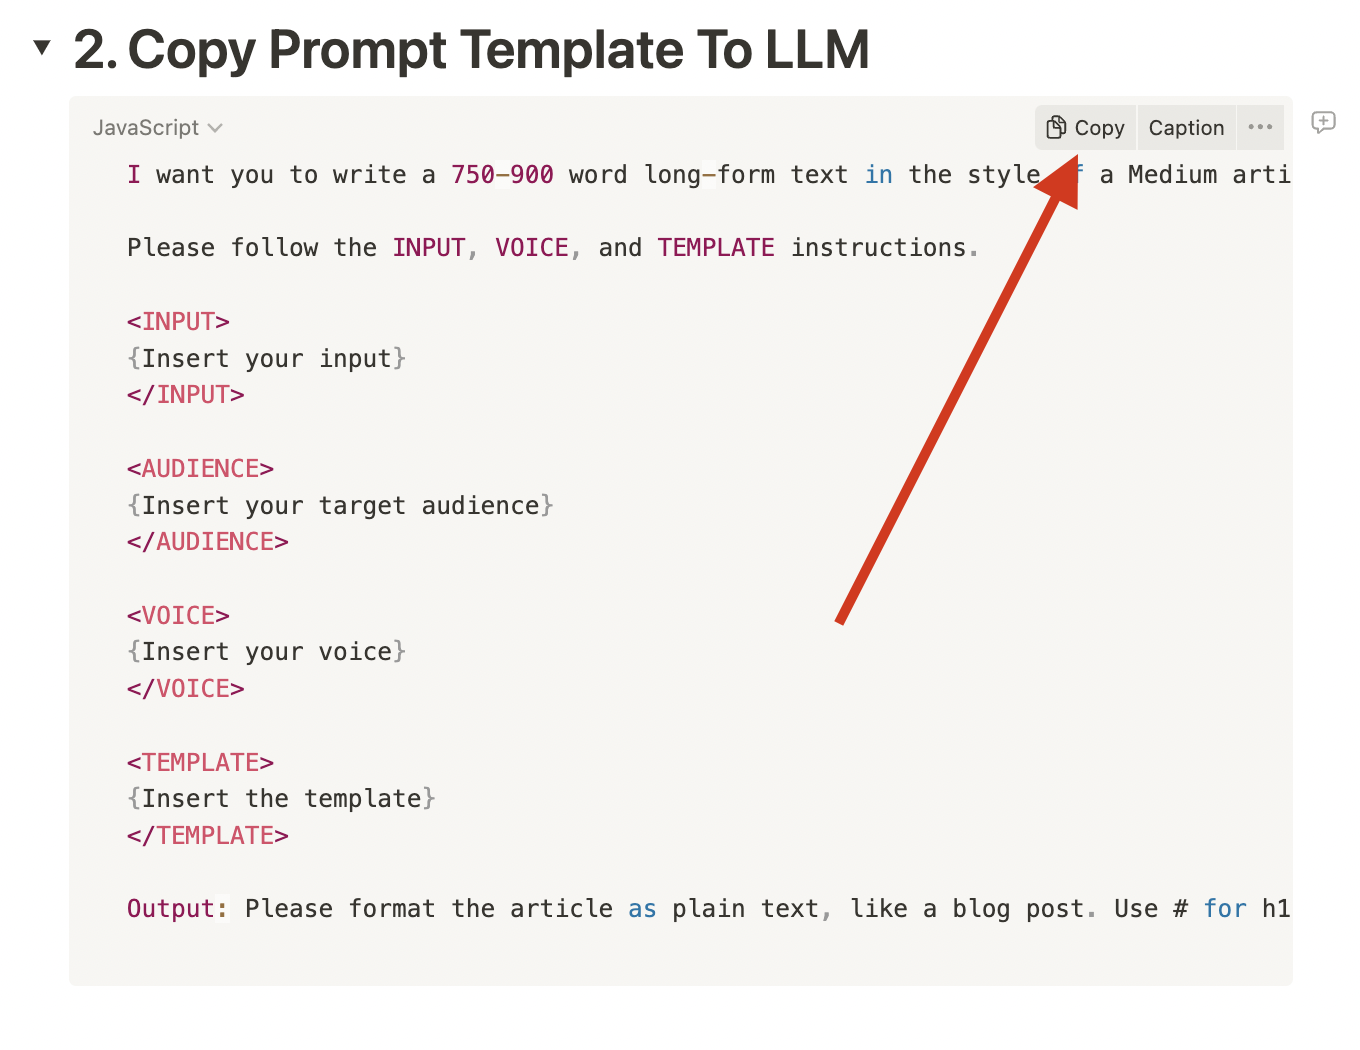 2. Copy Prompt Template To LLM
JavaScript
Copy Caption
I want you to write a 750-900 word long-form text in the style a Medium arti
Please follow the INPUT, VOICE, and TEMPLATE instructions.
<INPUT>
{Insert your input}
</INPUT>
<AUDIENCE>
{Insert your target audience}
</AUDIENCE>
<VOICE>
{Insert your voice}
</VOICE>
<TEMPLATE>
{Insert the template}
</TEMPLATE>
Output: Please format the article as plain text, like a blog post. Use # for h1